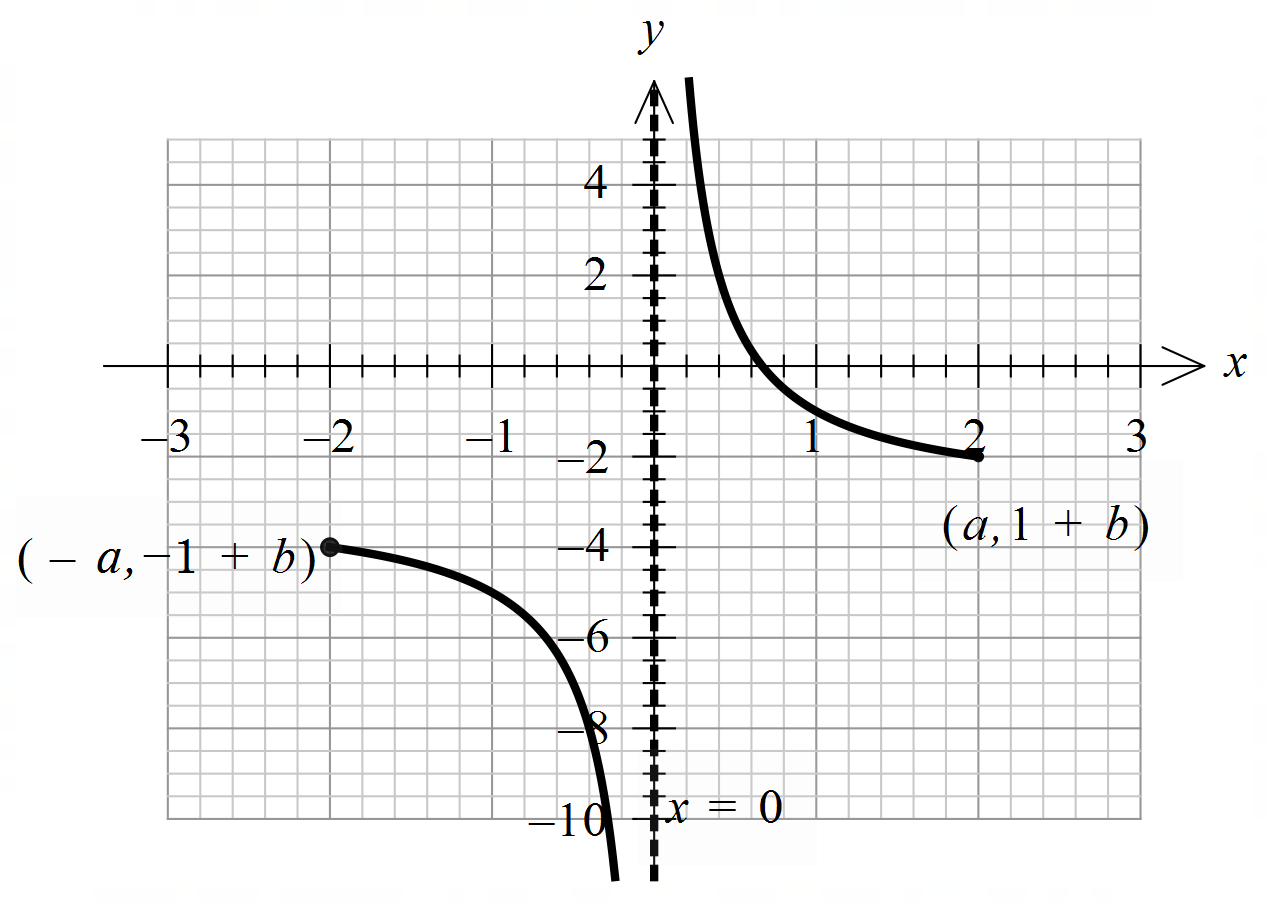 y
4
2
x
–3
–2
–1
1
2
3
–2
(– a,–1 + b)
–4
(a,1 + b)
–6
–8
–10
x = 0